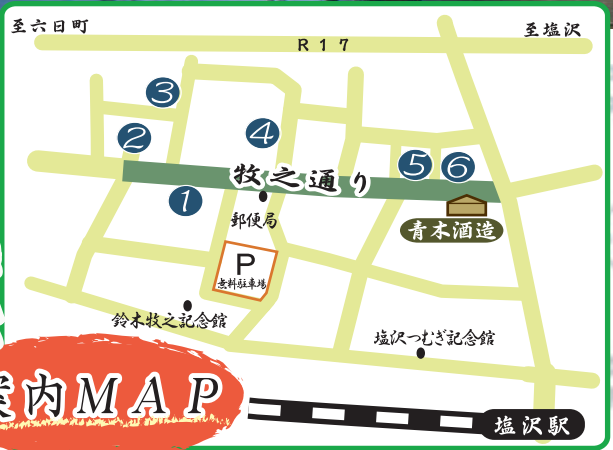 至六日町
至塩沢
R17
3
2
4
5
6
1
牧之通り
郵便局
青木酒造
P
無料駐車場
鈴木牧之記念館
塩沢つむぎ記念館
案内MAP
塩沢駅